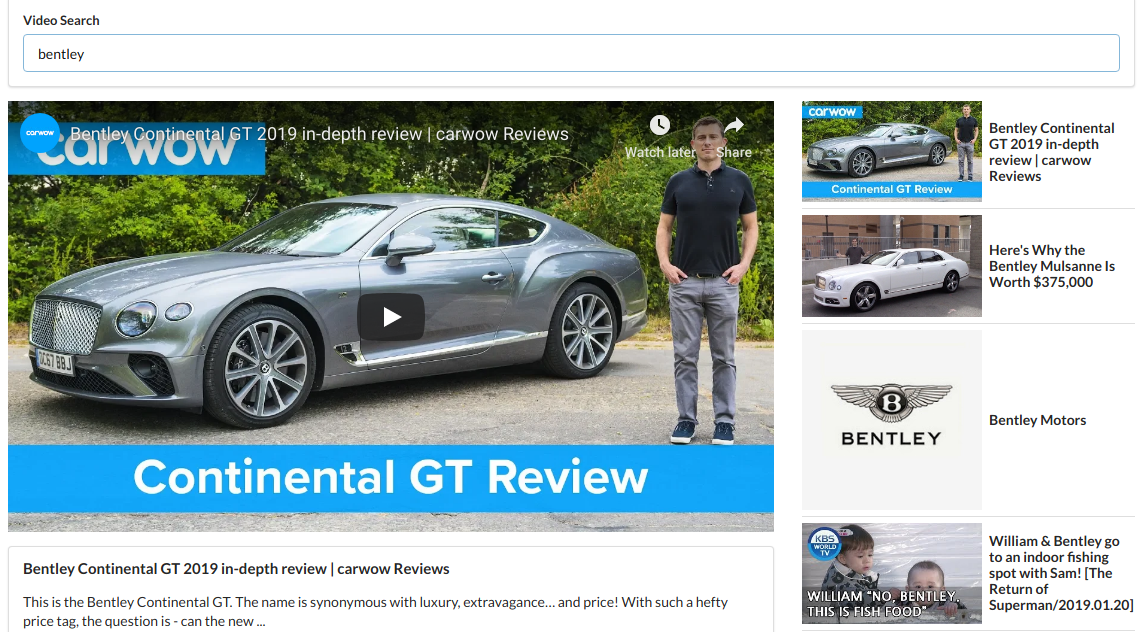 Video Search
bentley
carwow
carwow
Bentley Continental GT 2019 in-depth review | carwow Reviews
Watch later
Share
OC67 BBJ
Continental GT Review
Bentley Continental GT 2019 in-depth review | carwow Reviews
This is the Bentley Continental GT. The name is synonymous with luxury, extravagance… and price! With such a hefty
price tag, the question is - can the new ...
carwow
Continental GT Review
Bentley Continental
GT 2019 in-depth
review | carwow
Reviews
Here's Why the
Bentley Mulsanne Is
Worth $375,000
B
BENTLEY
Bentley Motors
KBS
WORLD
TV
WILLIAM "NO, BENTLEY,
THIS IS FISH FOOD"
William & Bentley go
to an indoor fishing
spot with Sam! [The
Return of
Superman/2019.01.20]